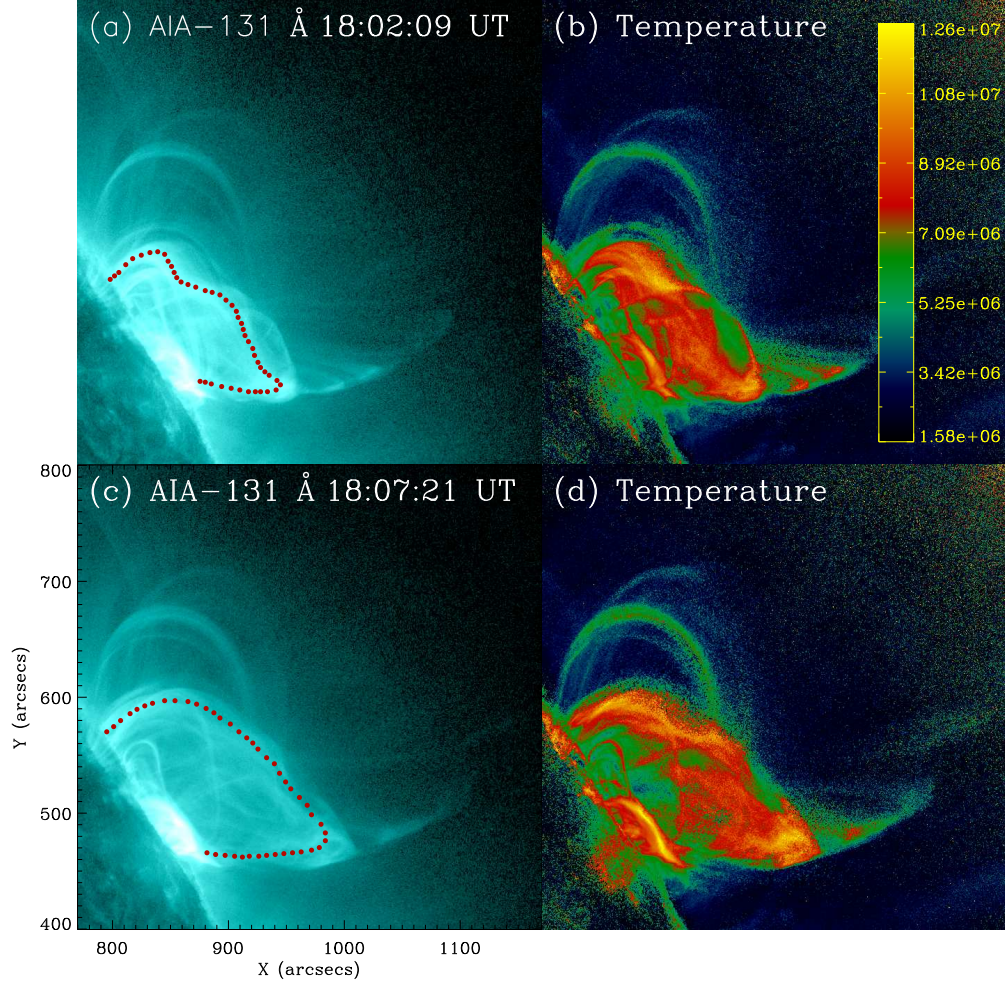 (a) AIA−131 Å 18:02:09 UT
(b) Temperature
1.26e+07
1.08e+07
8.92e+06
7.09e+06
5.25e+06
3.42e+06
1.58e+06
(c) AIA−131 Å 18:07:21 UT
(d) Temperature
800
700
600
500
400
Y (arcsecs)
800 900 1000 1100
X (arcsecs)